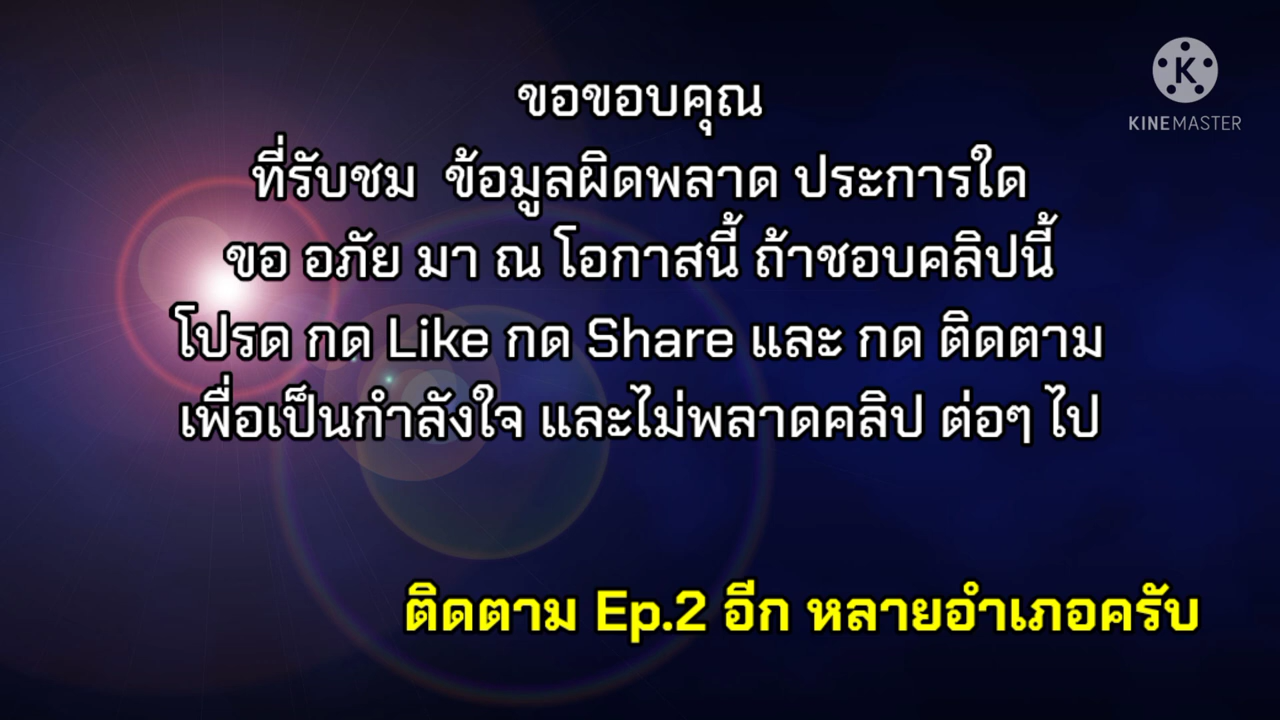 ขอขอบคุณ
ที่รับชม ข้อมูลผิดพลาด ประการใด
ขอ อภัย มา ณ โอกาสนี้ ถ้าชอบคลิปนี้
โปรด กด Like กด Share และ กด ติดตาม
เพื่อเป็นกำลังใจ และไม่พลาดคลิป ต่อๆ ไป
ติดตาม Ep.2 อีก หลายอำเภอครับ
K
KINEMASTER